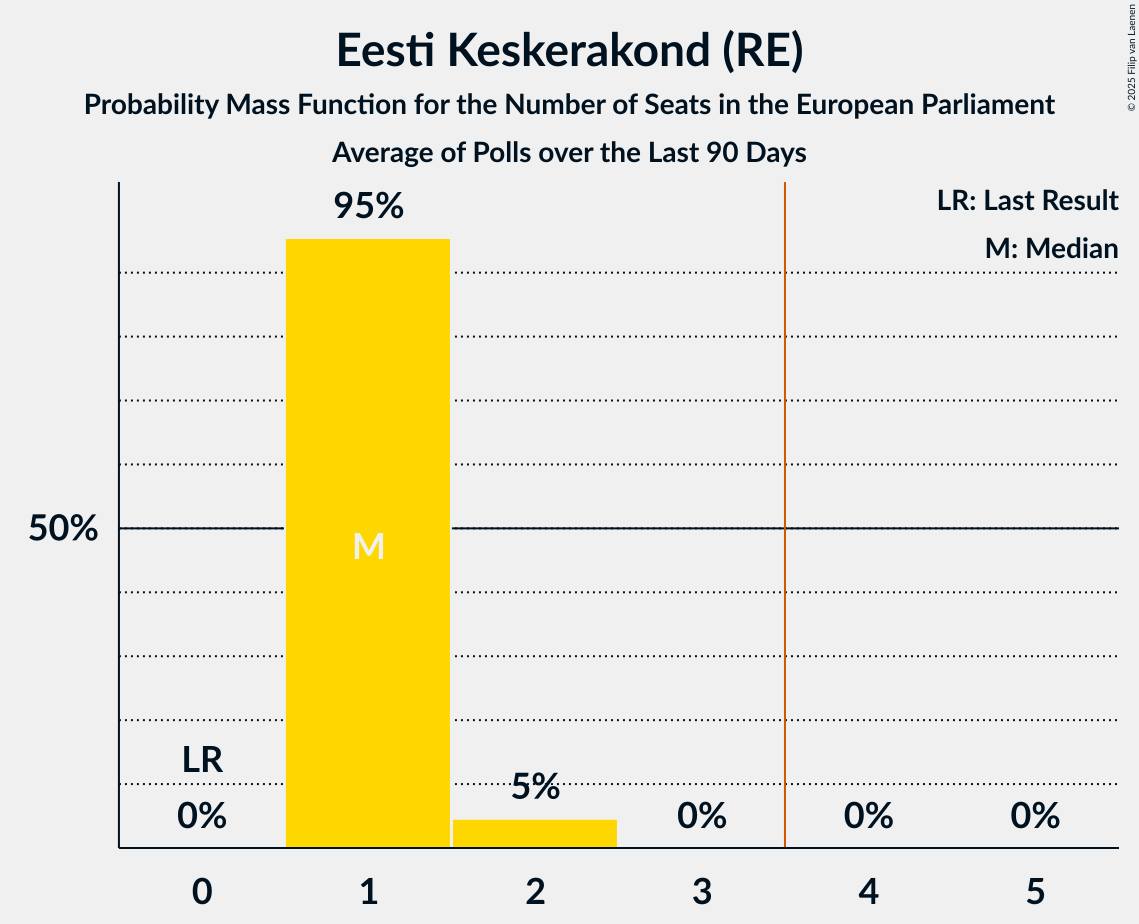 Eesti Keskerakond (RE)
Probability Mass Function for the Number of Seats in the European Parliament
Average of Polls over the Last 90 Days
© 2025 Filip van Laenen
LR: Last Result
M: Median
95%
50%
M
LR
0%
5%
0%
0%
0%
0 1 2 3 4 5